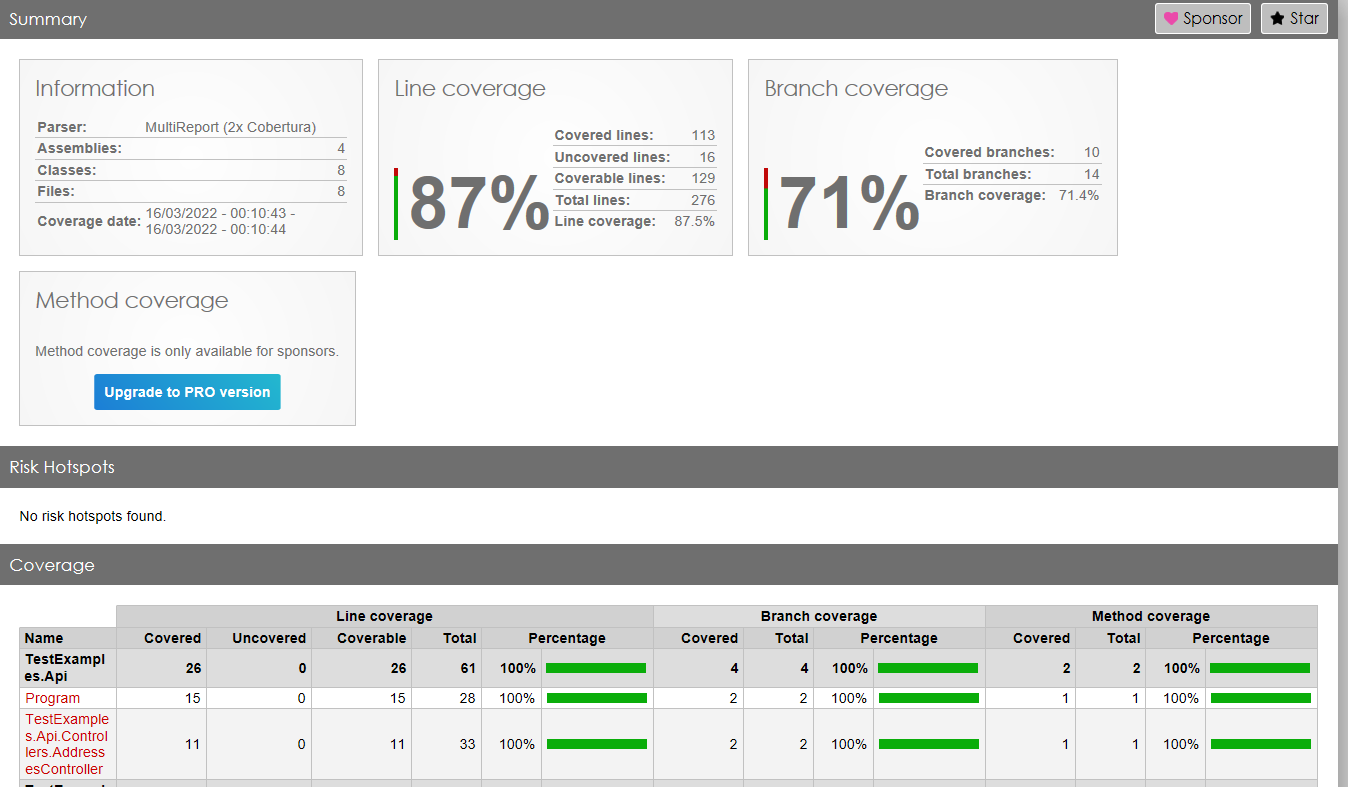 Summary
Sponsor
Star
Information
Parser: MultiReport (2x Cobertura)
Assemblies: 4
Classes: 8
Files: 8
Coverage date: 16/03/2022 - 00:10:43 -
16/03/2022 - 00:10:44
Line coverage
87%
Covered lines: 113
Uncovered lines: 16
Coverable lines: 129
Total lines: 276
Line coverage: 87.5%
Branch coverage
71%
Covered branches: 10
Total branches: 14
Branch coverage: 71.4%
Method coverage
Method coverage is only available for sponsors.
Upgrade to PRO version
Risk Hotspots
No risk hotspots found.
Coverage
Line coverage Branch coverage Method coverage
Name Covered Uncovered Coverable Total Percentage Covered Total Percentage Covered Total Percentage
TestExampl
es.Api
26 0 26 61 100% 4 4 100% 2 2 100%
Program 15 0 15 28 100% 2 2 100% 1 1 100%
TestExample
s.Api.Control
lers.Address
esController
11 0 11 33 100% 2 2 100% 1 1 100%